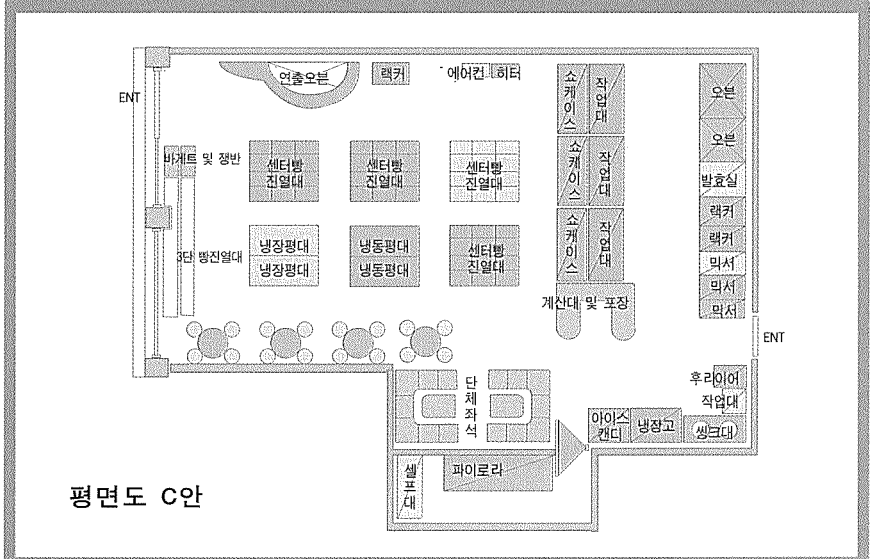 연출오븐
랙커
에어컨 히터
ENT
쇼케이스
작업대
오븐
오븐
바게트 및 쟁반
센터빵
진열대
센터빵
진열대
센터빵
진열대
쇼케이스
작업대
발효실
랙커
랙커
3단 빵진열대
냉장평대
냉장평대
냉동평대
냉동평대
센터빵
진열대
쇼케이스
작업대
믹서
믹서
믹서
계산대 및 포장
ENT
단체좌석
후라이어
작업대
아이스
캔디
냉장고
씽크대
셀프대
파이로라
평면도 C안